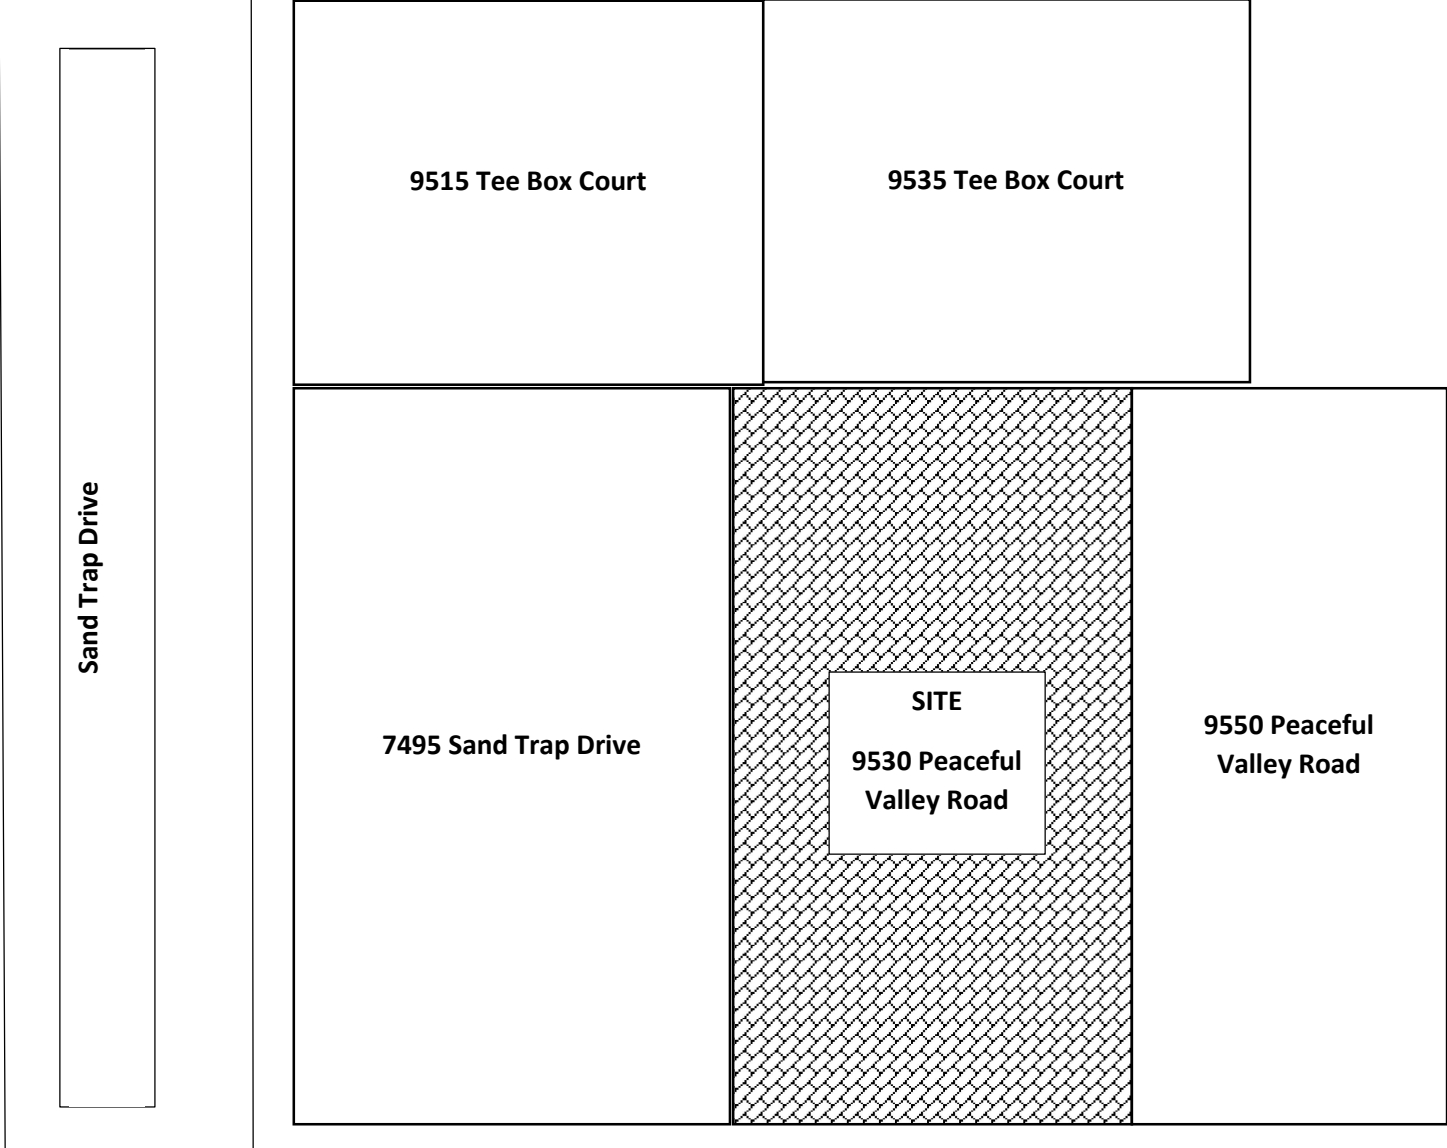 9515 Tee Box Court
9535 Tee Box Court
Sand Trap Drive
7495 Sand Trap Drive
SITE
9530 Peaceful
Valley Road
9550 Peaceful
Valley Road